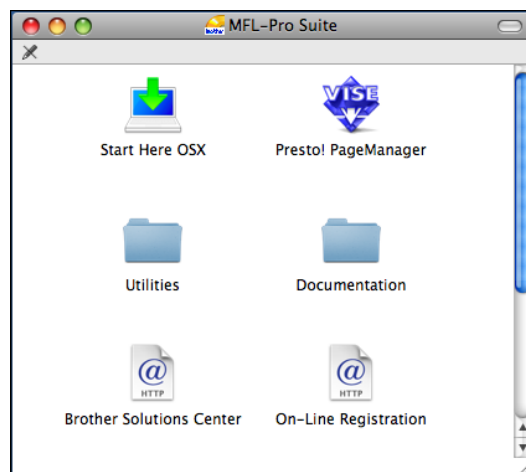 brother MFL-Pro Suite
VISE
Start Here OSX Presto! PageManager
Utilities Documentation
@ @
HTTP HTTP
Brother Solutions Center On-Line Registration